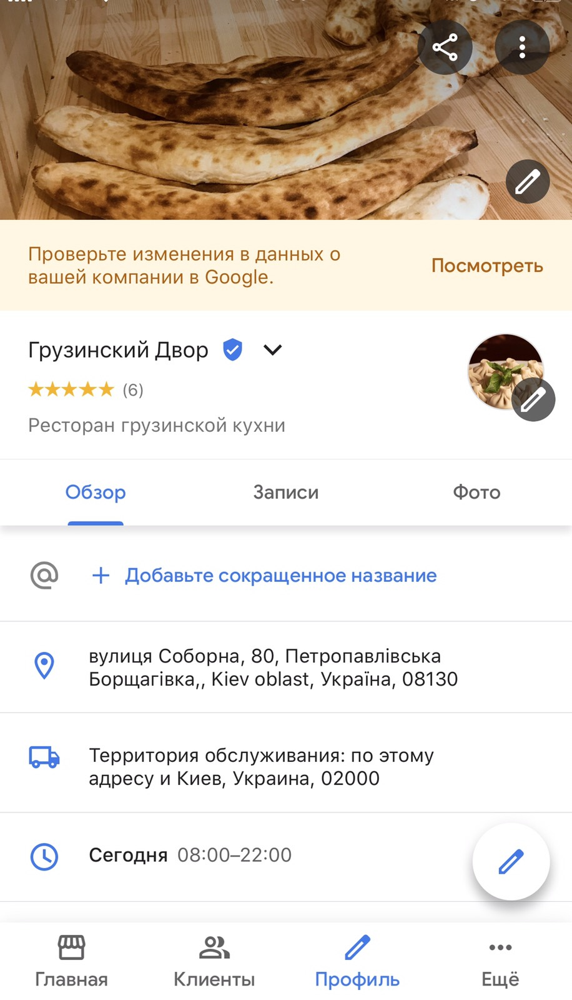 Проверьте изменения в данных о
вашей компании в Google.
Посмотреть
Грузинский Двор
(6)
Ресторан грузинской кухни
Обзор
Записи
Фото
+ Добавьте сокращенное название
вулиця Соборна, 80, Петропавлівська
Борщагівка,, Kiev oblast, Україна, 08130
Территория обслуживания: по этому
адресу и Киев, Украина, 02000
Сегодня 08:00–22:00
Главная
Клиенты
Профиль
Ещё